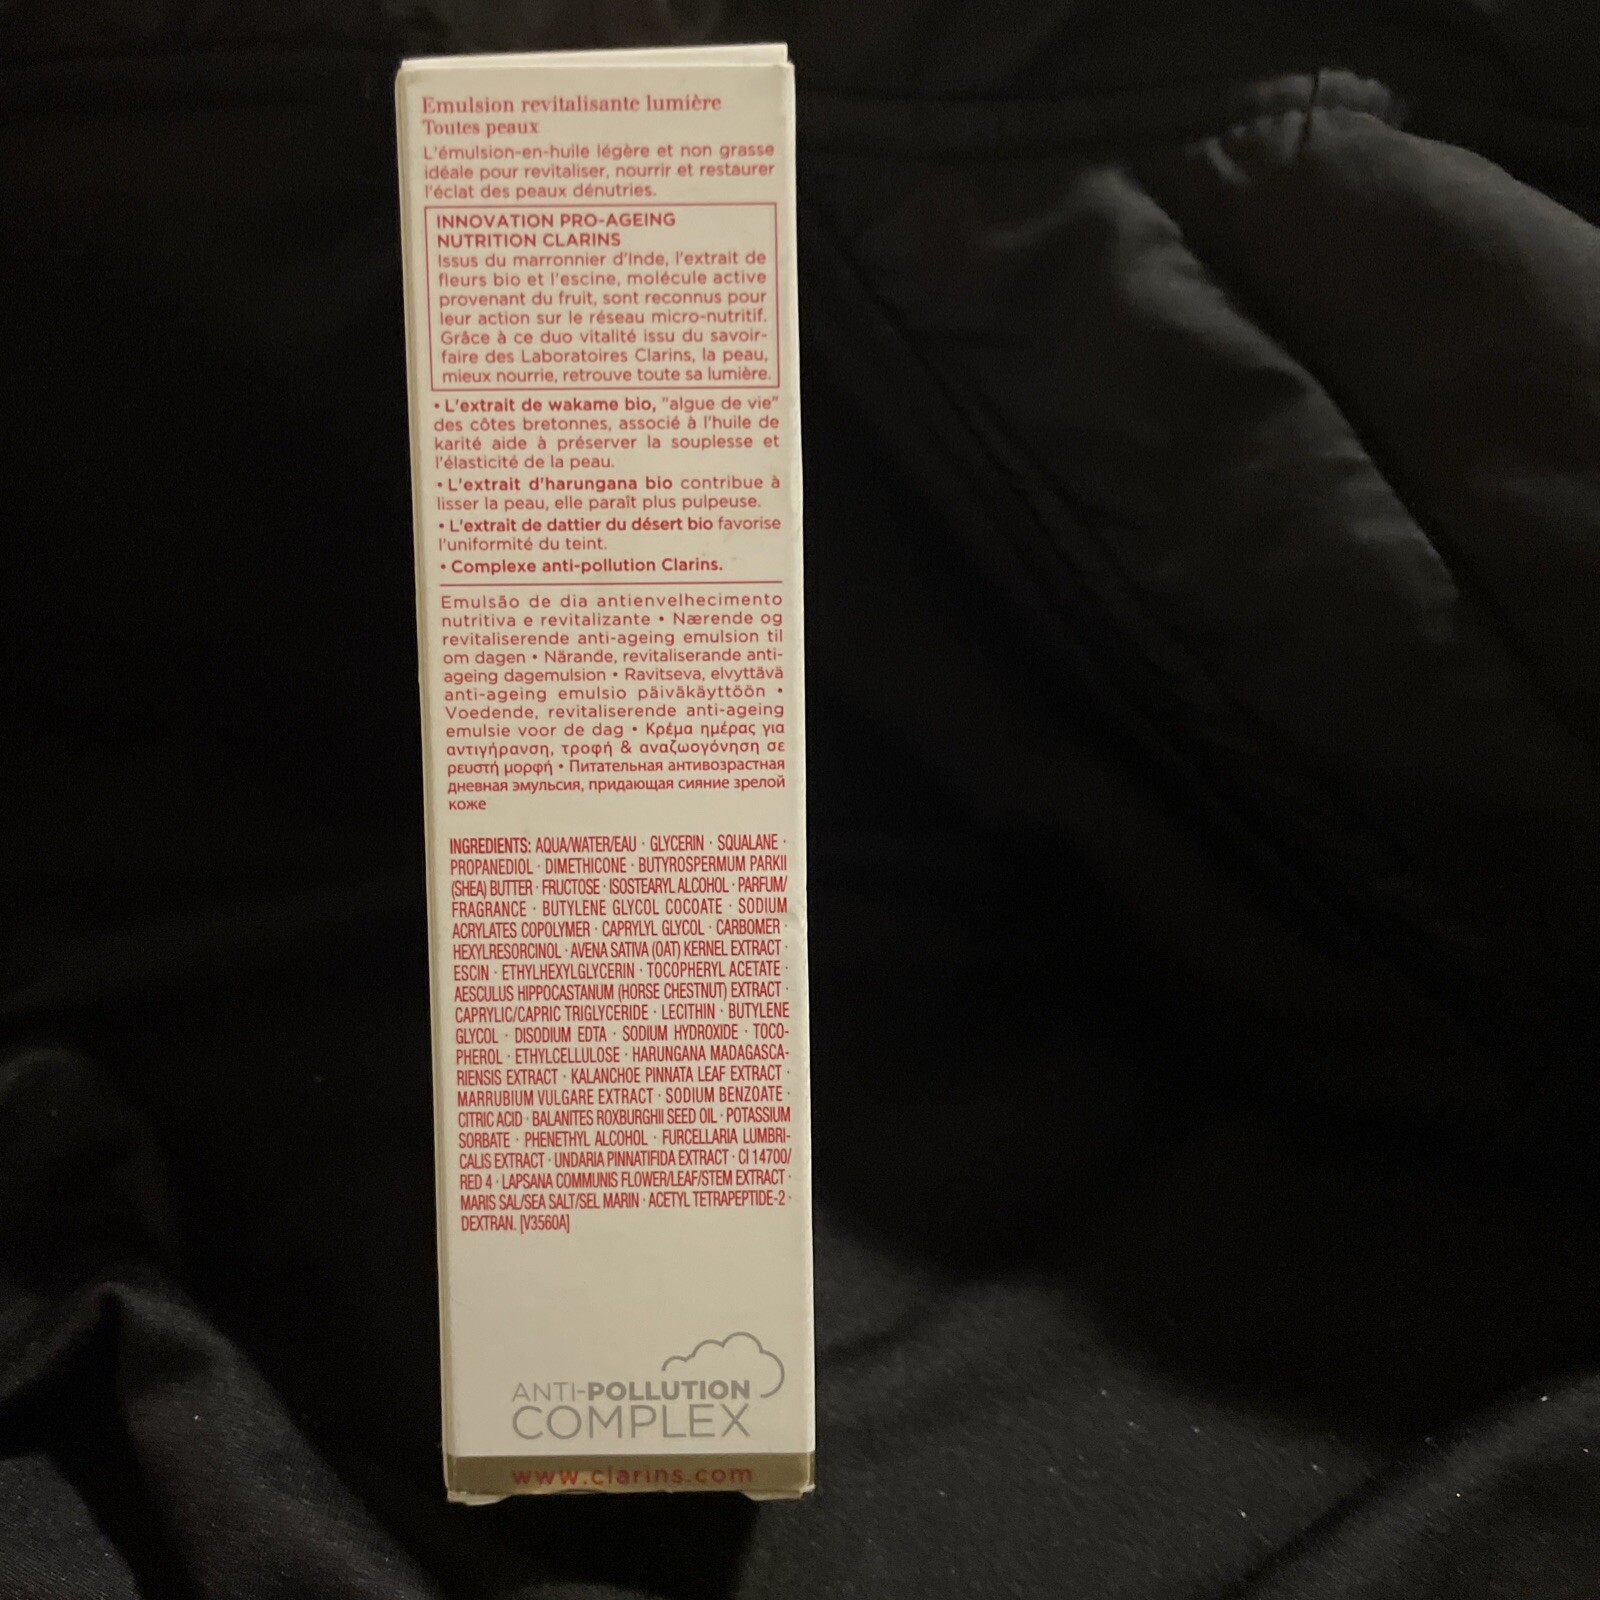 Emulsion revitalisante lumière
Toutes peaux
L'émulsion-en-huile légère et non grasse
idéale pour revitaliser, nourrir et restaurer
l'éclat des peaux dénutries.
INNOVATION PRO-AGEING
NUTRITION CLARINS
Issus du marronnier d'Inde, l'extrait de
fleurs bio et l'escine, molécule active
provenant du fruit, sont reconnus pour
leur action sur le réseau micro-nutritif.
Grâce à ce duo vitalité issu du savoir-
faire des Laboratoires Clarins, la peau,
mieux nourrie, retrouve toute sa lumière.
• L'extrait de wakame bio, "algue de vie"
des côtes bretonnes, associé à l'huile de
karité aide à préserver la souplesse et
l'élasticité de la peau.
• L'extrait d'harungana bio contribue à
lisser la peau, elle paraît plus pulpeuse.
• L'extrait de dattier du désert bio favorise
l'uniformité du teint.
• Complexe anti-pollution Clarins.
Emulsão de dia antienvelhecimento
nutritiva e revitalizante • Nærende og
revitaliserende anti-ageing emulsion til
om dagen • Närande, revitaliserande anti-
ageing dagemulsion • Ravitseva, elvyttävä
anti-ageing emulsio päiväkäyttöön •
Voedende, revitaliserende anti-ageing
emulsie voor de dag • Κρέμα ημέρας για
αντιγήρανση, τροφή & αναζωογόνηση σε
ρευστή μορφή • Питательная антивозрастная
дневная эмульсия, придающая сияние зрелой
коже
INGREDIENTS: AQUA/WATER/EAU · GLYCERIN · SQUALANE ·
PROPANEDIOL · DIMETHICONE · BUTYROSPERMUM PARKII
(SHEA) BUTTER · FRUCTOSE · ISOSTEARYL ALCOHOL · PARFUM/
FRAGRANCE · BUTYLENE GLYCOL COCOATE · SODIUM
ACRYLATES COPOLYMER · CAPRYLYL GLYCOL · CARBOMER ·
HEXYLRESORCINOL · AVENA SATIVA (OAT) KERNEL EXTRACT ·
ESCIN · ETHYLHEXYLGLYCERIN · TOCOPHERYL ACETATE ·
AESCULUS HIPPOCASTANUM (HORSE CHESTNUT) EXTRACT ·
CAPRYLIC/CAPRIC TRIGLYCERIDE · LECITHIN · BUTYLENE
GLYCOL · DISODIUM EDTA · SODIUM HYDROXIDE · TOCO-
PHEROL · ETHYLCELLULOSE · HARUNGANA MADAGASCA-
RIENSIS EXTRACT · KALANCHOE PINNATA LEAF EXTRACT ·
MARRUBIUM VULGARE EXTRACT · SODIUM BENZOATE ·
CITRIC ACID · BALANITES ROXBURGHII SEED OIL · POTASSIUM
SORBATE · PHENETHYL ALCOHOL · FURCELLARIA LUMBRI-
CALIS EXTRACT · UNDARIA PINNATIFIDA EXTRACT · CI 14700/
RED 4 · LAPSANA COMMUNIS FLOWER/LEAF/STEM EXTRACT ·
MARIS SAL/SEA SALT/SEL MARIN · ACETYL TETRAPEPTIDE-2 ·
DEXTRAN. [V3560A]
ANTI-POLLUTION
COMPLEX
www.clarins.com